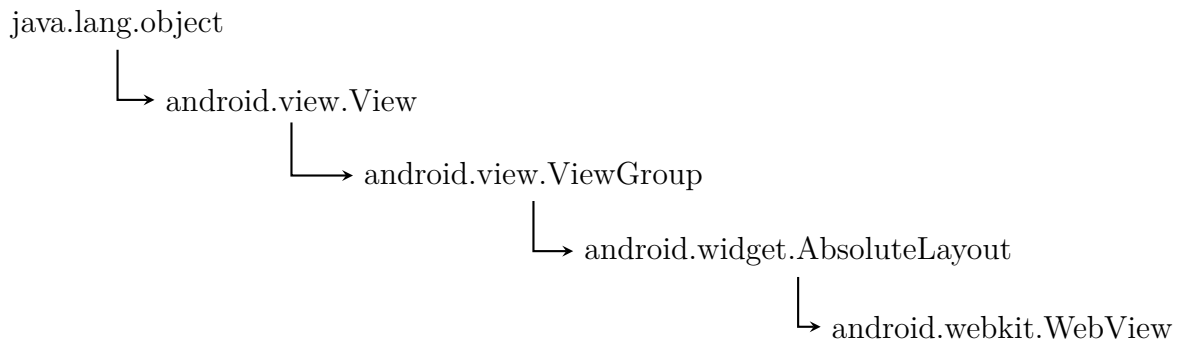 java.lang.object
android.view.View
android.view.ViewGroup
android.widget.AbsoluteLayout
android.webkit.WebView